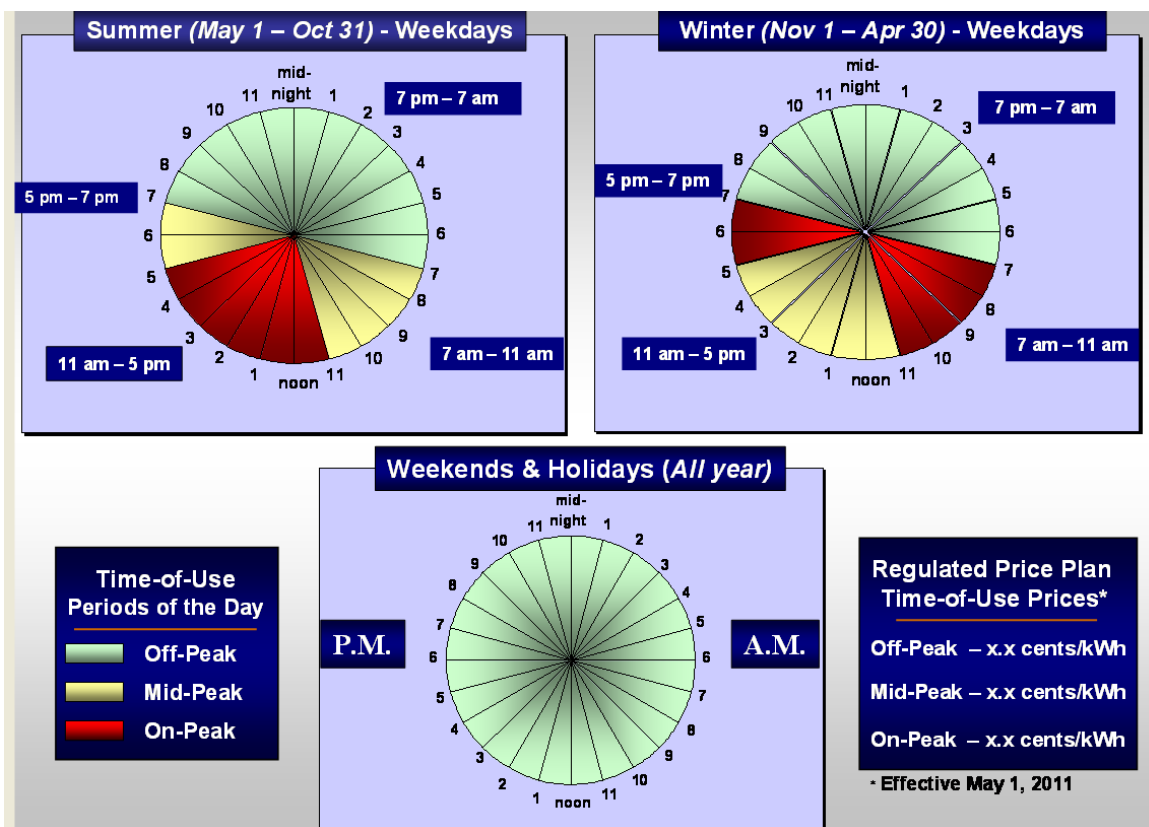 Summer (May 1 – Oct 31) - Weekdays
mid-
night
1
2
3
4
5
6
7
8
9
10
11
noon
1
2
3
4
5
6
7
8
9
10
11
7 pm – 7 am
5 pm – 7 pm
11 am – 5 pm
7 am – 11 am
Winter (Nov 1 – Apr 30) - Weekdays
mid-
night
1
2
3
4
5
6
7
8
9
10
11
noon
1
2
3
4
5
6
7
8
9
10
11
7 pm – 7 am
5 pm – 7 pm
11 am – 5 pm
7 am – 11 am
Weekends & Holidays (All year)
mid-
night
1
2
3
4
5
6
7
8
9
10
11
noon
1
2
3
4
5
6
7
8
9
10
11
P.M.
A.M.
Time-of-Use
Periods of the Day
Off-Peak
Mid-Peak
On-Peak
Regulated Price Plan
Time-of-Use Prices*
Off-Peak – x.x cents/kWh
Mid-Peak – x.x cents/kWh
On-Peak – x.x cents/kWh
* Effective May 1, 2011